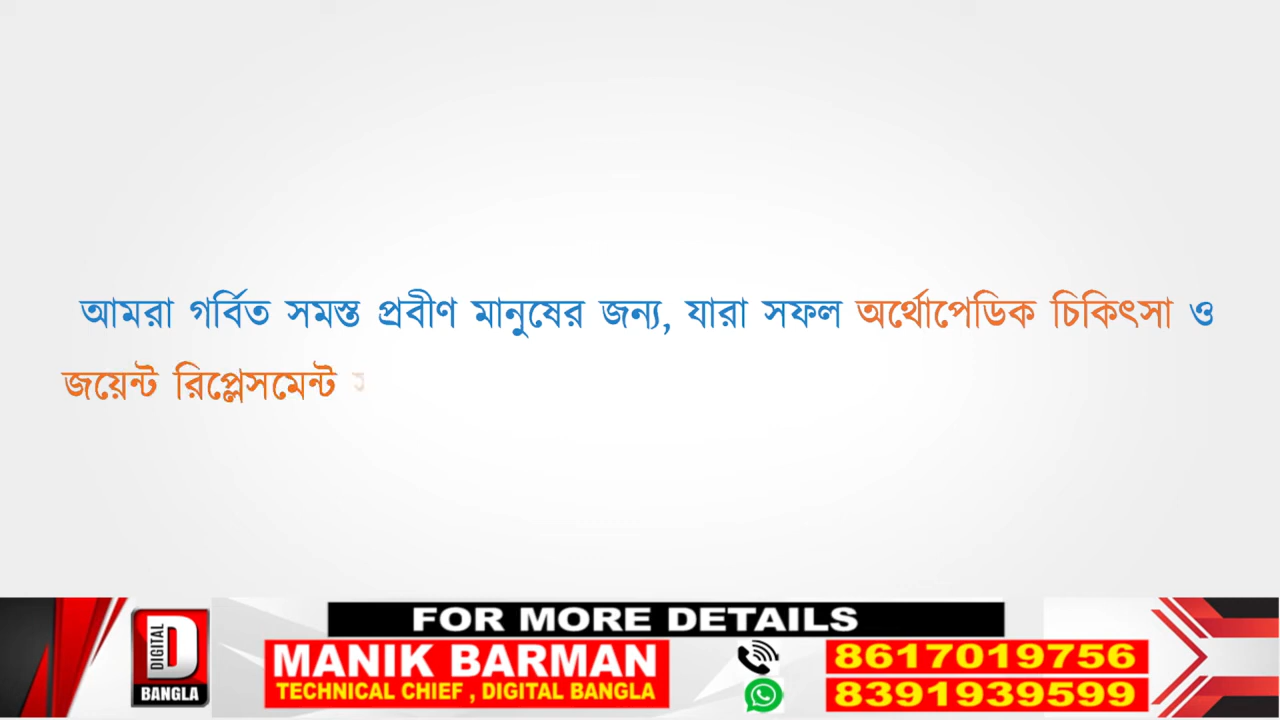 আমরা গর্বিত সমস্ত প্রবীণ মানুষের জন্য, যারা সফল অর্থোপেডিক চিকিৎসা ও
জয়েন্ট রিপ্লেসমেন্ট
FOR MORE DETAILS
DIGITAL
D
BANGLA
MANIK BARMAN
TECHNICAL CHIEF , DIGITAL BANGLA
8617019756
8391939599